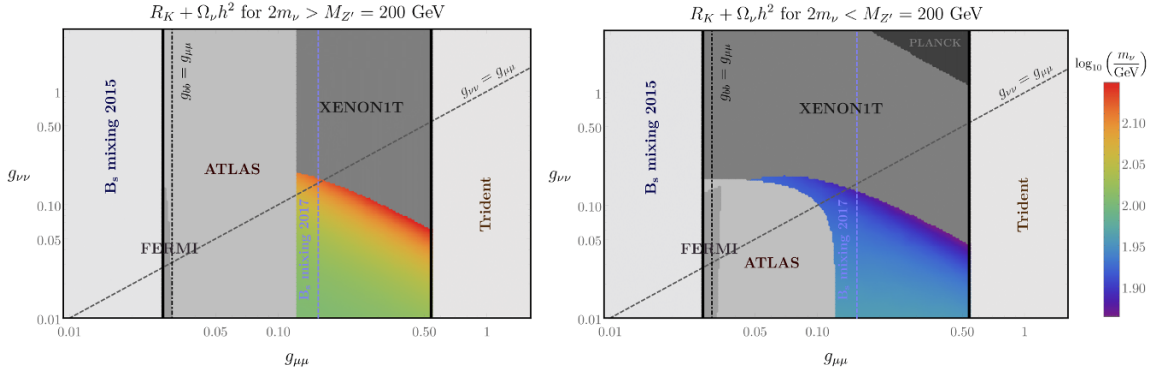 R_K + Ω_ν h² for 2m_ν > M_Z′ = 200 GeV
B_s mixing 2015
g_bb = g_μμ
ATLAS
XENON1T
g_νν = g_μμ
FERMI
B_s mixing 2017
Trident
g_νν
1
0.50
0.10
0.05
0.01
0.01
0.05
0.10
0.50
1
g_μμ
R_K + Ω_ν h² for 2m_ν < M_Z′ = 200 GeV
B_s mixing 2015
g_bb = g_μμ
PLANCK
XENON1T
g_νν = g_μμ
FERMI
ATLAS
B_s mixing 2017
Trident
g_νν
1
0.50
0.10
0.05
0.01
0.01
0.05
0.10
0.50
1
g_μμ
log₁₀(m_ν/GeV)
2.10
2.05
2.00
1.95
1.90